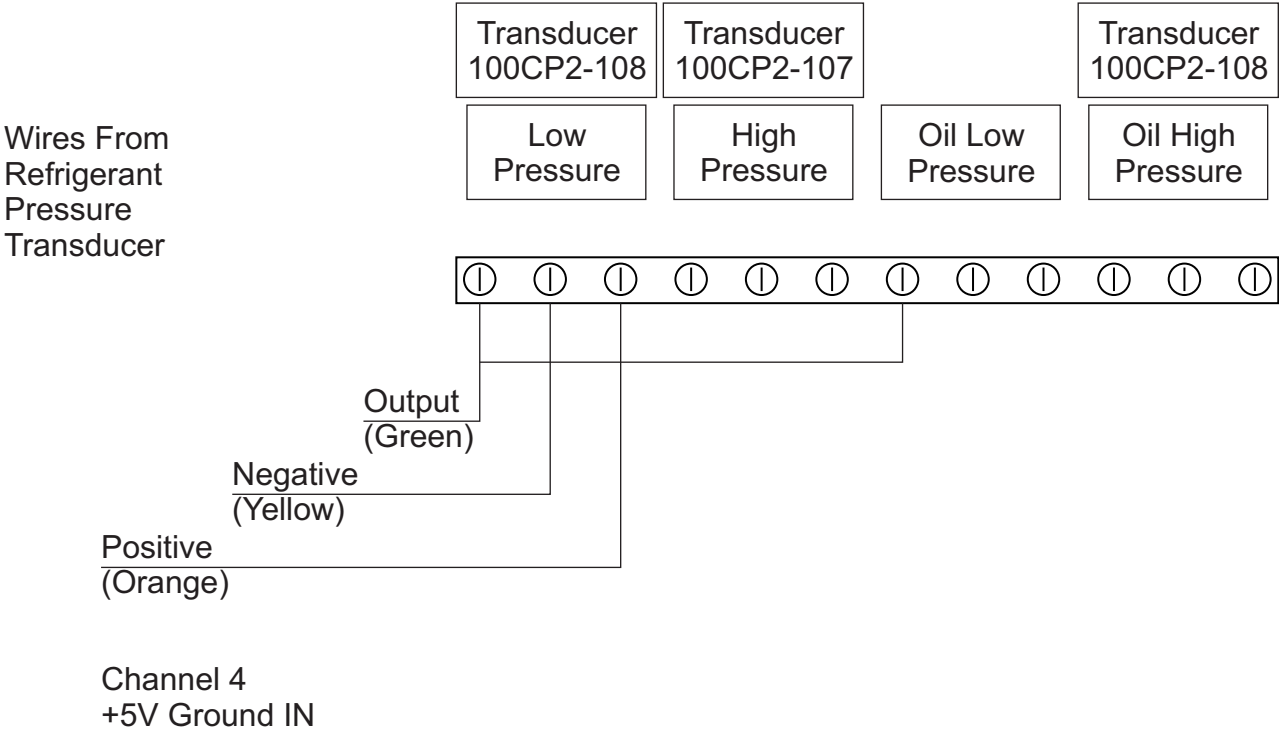 Transducer
100CP2-108
Transducer
100CP2-107
Transducer
100CP2-108
Wires From
Refrigerant
Pressure
Transducer
Low
Pressure
High
Pressure
Oil Low
Pressure
Oil High
Pressure
Output
(Green)
Negative
(Yellow)
Positive
(Orange)
Channel 4
+5V Ground IN